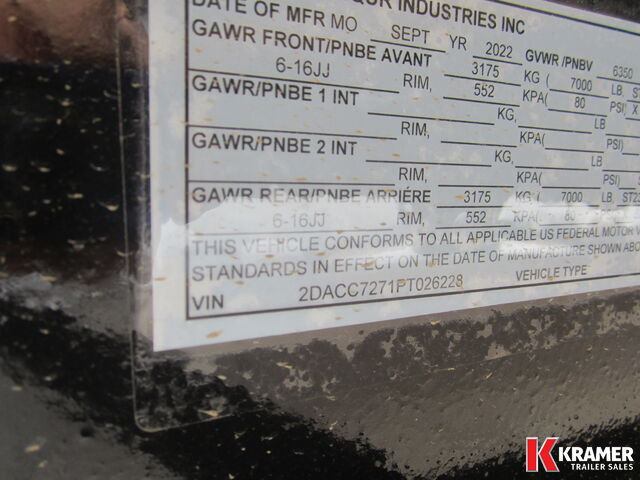 INDUSTRIES INC
DATE OF MFR MO SEPT YR 2022 GVWR /PNBV 6350
GAWR FRONT/PNBE AVANT 3175 KG ( 7000 LB,
6-16JJ RIM, 552 KPA( 80 PSI) X
GAWR/PNBE 1 INT KG, LB
RIM, KPA( PSI)
GAWR/PNBE 2 INT KG, LB
RIM, KPA(
GAWR REAR/PNBE ARRIÉRE 3175 KG ( 7000 LB,
6-16JJ RIM, 552 KPA( 80
THIS VEHICLE CONFORMS TO ALL APPLICABLE US FEDERAL MOTOR
STANDARDS IN EFFECT ON THE DATE OF MANUFACTURE SHOWN
VIN 2DACC7271PT026228 VEHICLE TYPE
KRAMER
TRAILER SALES